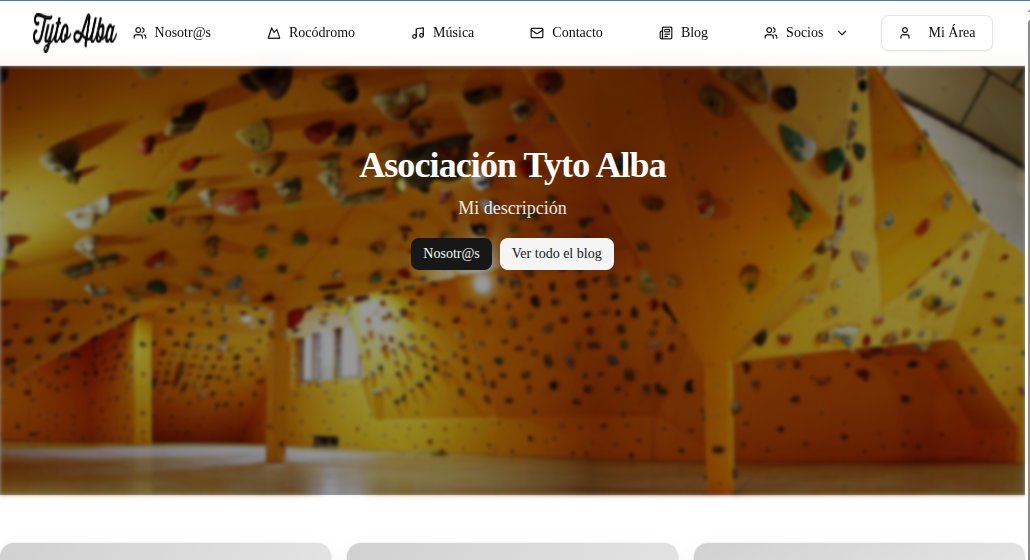 Tyto Alba
Nosotr@s
Rocódromo
Música
Contacto
Blog
Socios
Mi Área
Asociación Tyto Alba
Mi descripción
Nosotr@s
Ver todo el blog